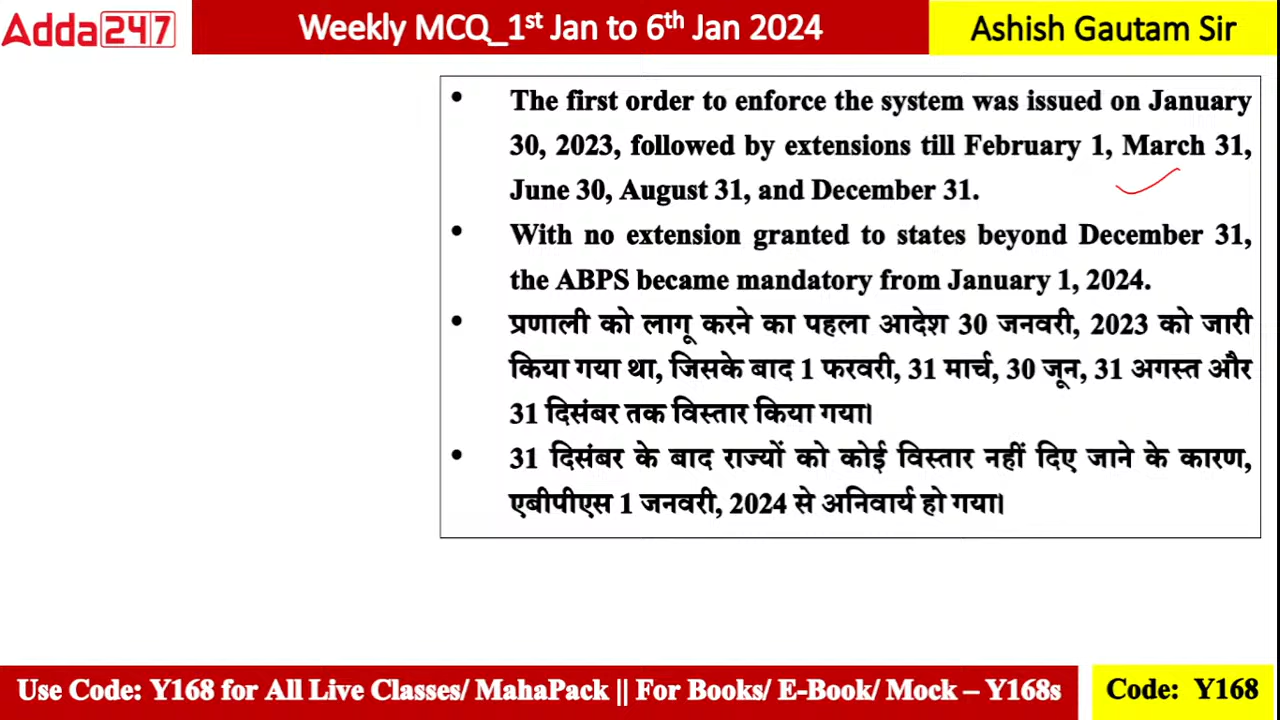 Adda247
Weekly MCQ_1st Jan to 6th Jan 2024
Ashish Gautam Sir
• The first order to enforce the system was issued on January
30, 2023, followed by extensions till February 1, March 31,
June 30, August 31, and December 31.
• With no extension granted to states beyond December 31,
the ABPS became mandatory from January 1, 2024.
• प्रणाली को लागू करने का पहला आदेश 30 जनवरी, 2023 को जारी
किया गया था, जिसके बाद 1 फरवरी, 31 मार्च, 30 जून, 31 अगस्त और
31 दिसंबर तक विस्तार किया गया।
• 31 दिसंबर के बाद राज्यों को कोई विस्तार नहीं दिए जाने के कारण,
एबीपीएस 1 जनवरी, 2024 से अनिवार्य हो गया।
Use Code: Y168 for All Live Classes/ MahaPack || For Books/ E-Book/ Mock – Y168s
Code: Y168